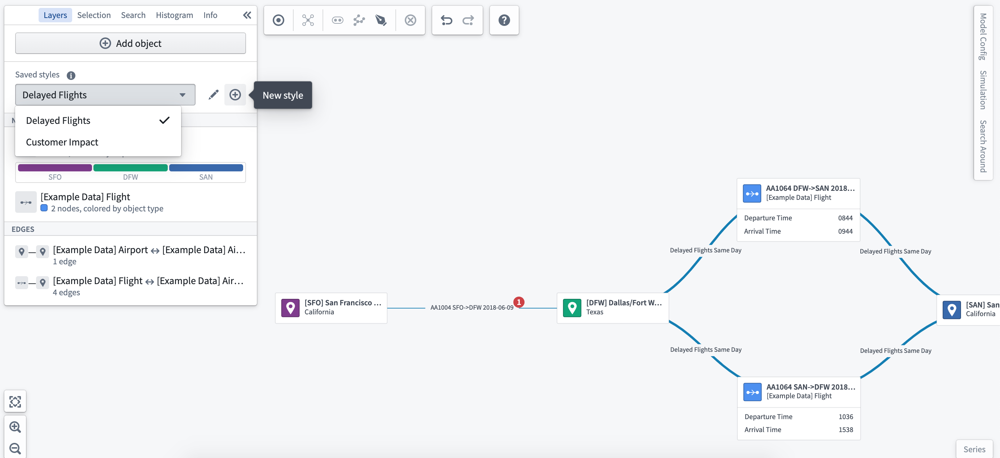 Layers Selection Search Histogram Info
Add object
Saved styles
Delayed Flights
New style
Delayed Flights
Customer Impact
SFO DFW SAN
[Example Data] Flight
2 nodes, colored by object type
EDGES
[Example Data] Airport ↔ [Example Data] Ai...
1 edge
[Example Data] Flight ↔ [Example Data] Air...
4 edges
[SFO] San Francisco ...
California
AA1004 SFO->DFW 2018-06-09
1
[DFW] Dallas/Fort W...
Texas
Delayed Flights Same Day
AA1064 DFW->SAN 2018...
[Example Data] Flight
Departure Time 0844
Arrival Time 0944
Delayed Flights Same Day
[SAN] San
California
Delayed Flights Same Day
AA1064 SAN->DFW 2018...
[Example Data] Flight
Departure Time 1036
Arrival Time 1538
Delayed Flights Same Day
Model Config
Simulation
Search Around
Series